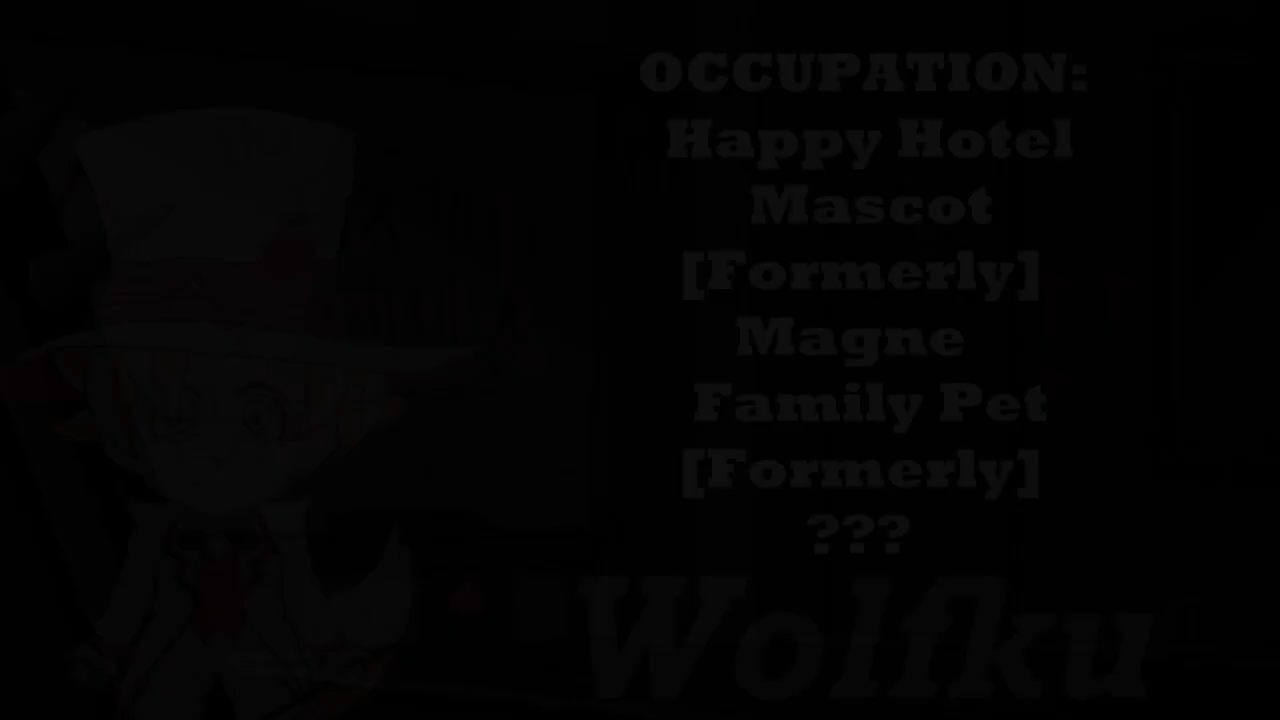 OCCUPATION:
Happy Hotel
Mascot
[Formerly]
Magne
Family Pet
[Formerly]
???
Wolfku